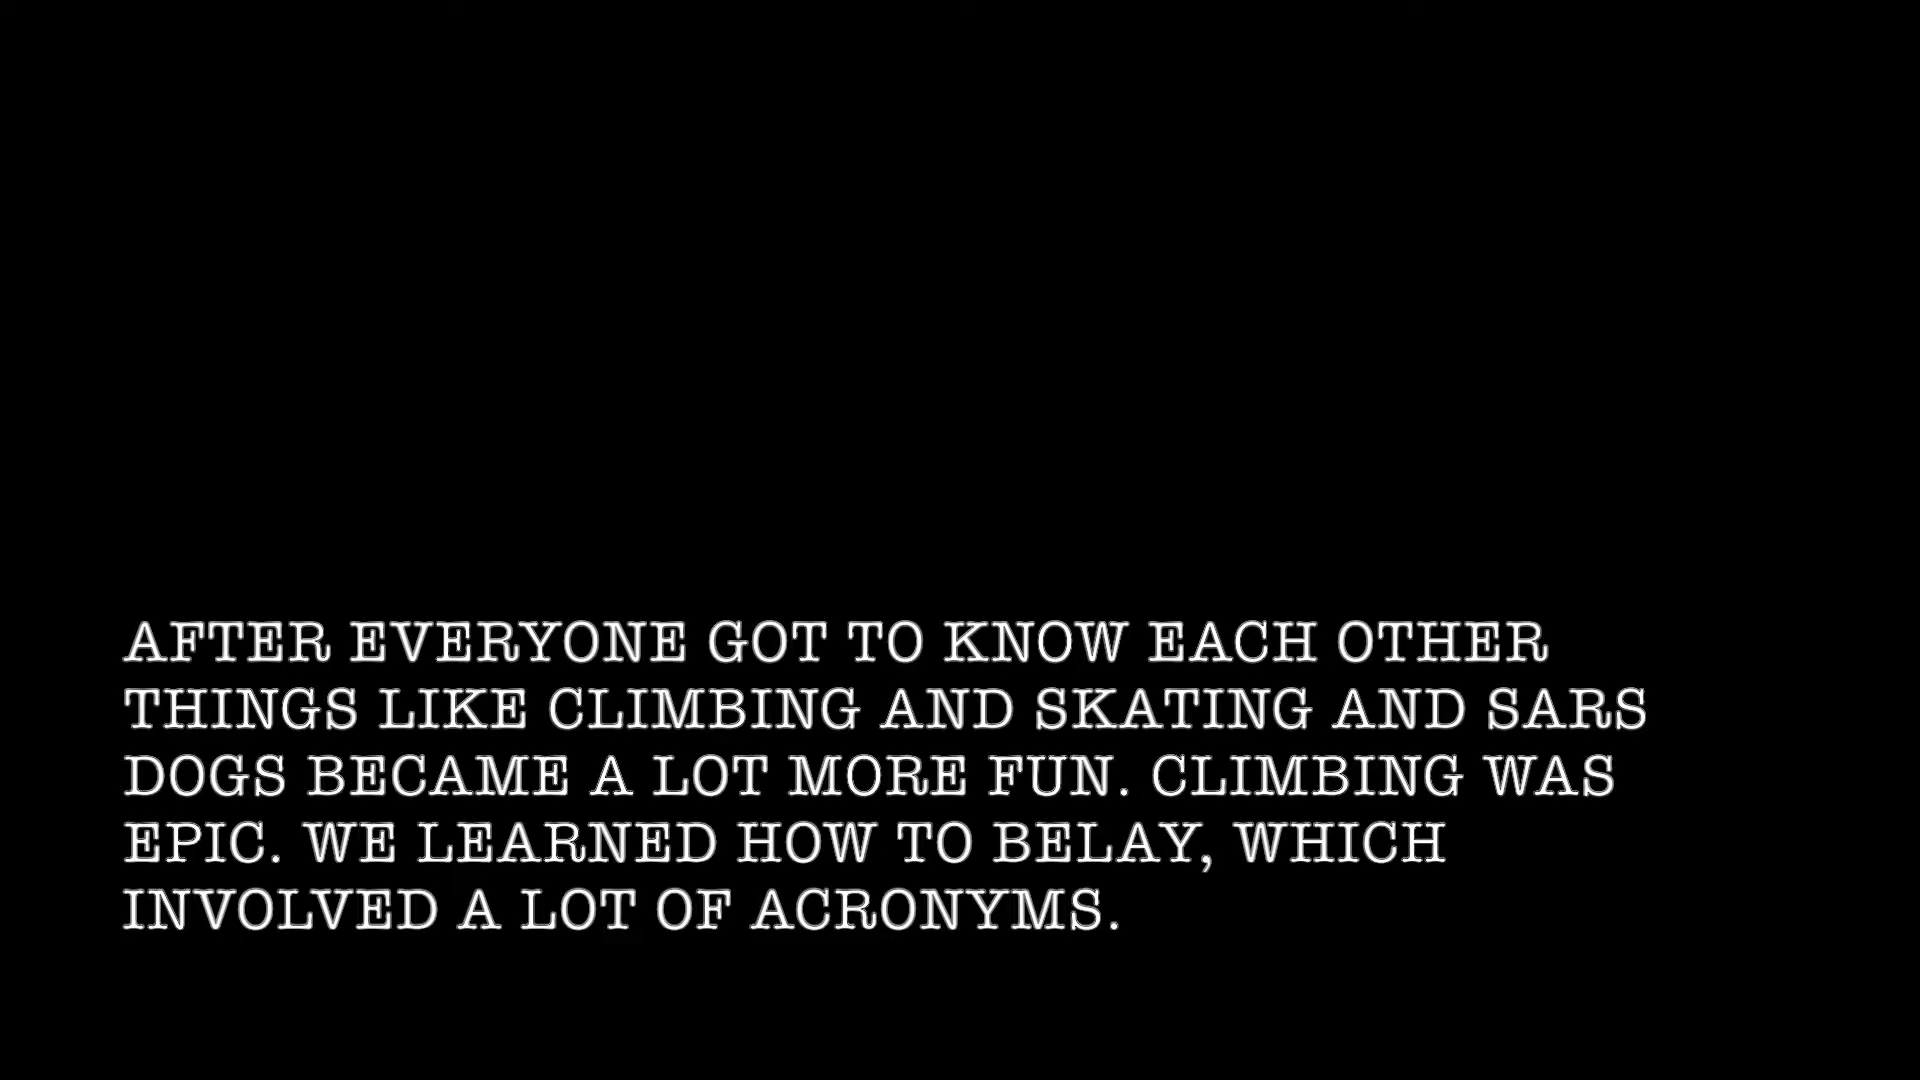 AFTER EVERYONE GOT TO KNOW EACH OTHER
THINGS LIKE CLIMBING AND SKATING AND SARS
DOGS BECAME A LOT MORE FUN. CLIMBING WAS
EPIC. WE LEARNED HOW TO BELAY, WHICH
INVOLVED A LOT OF ACRONYMS.